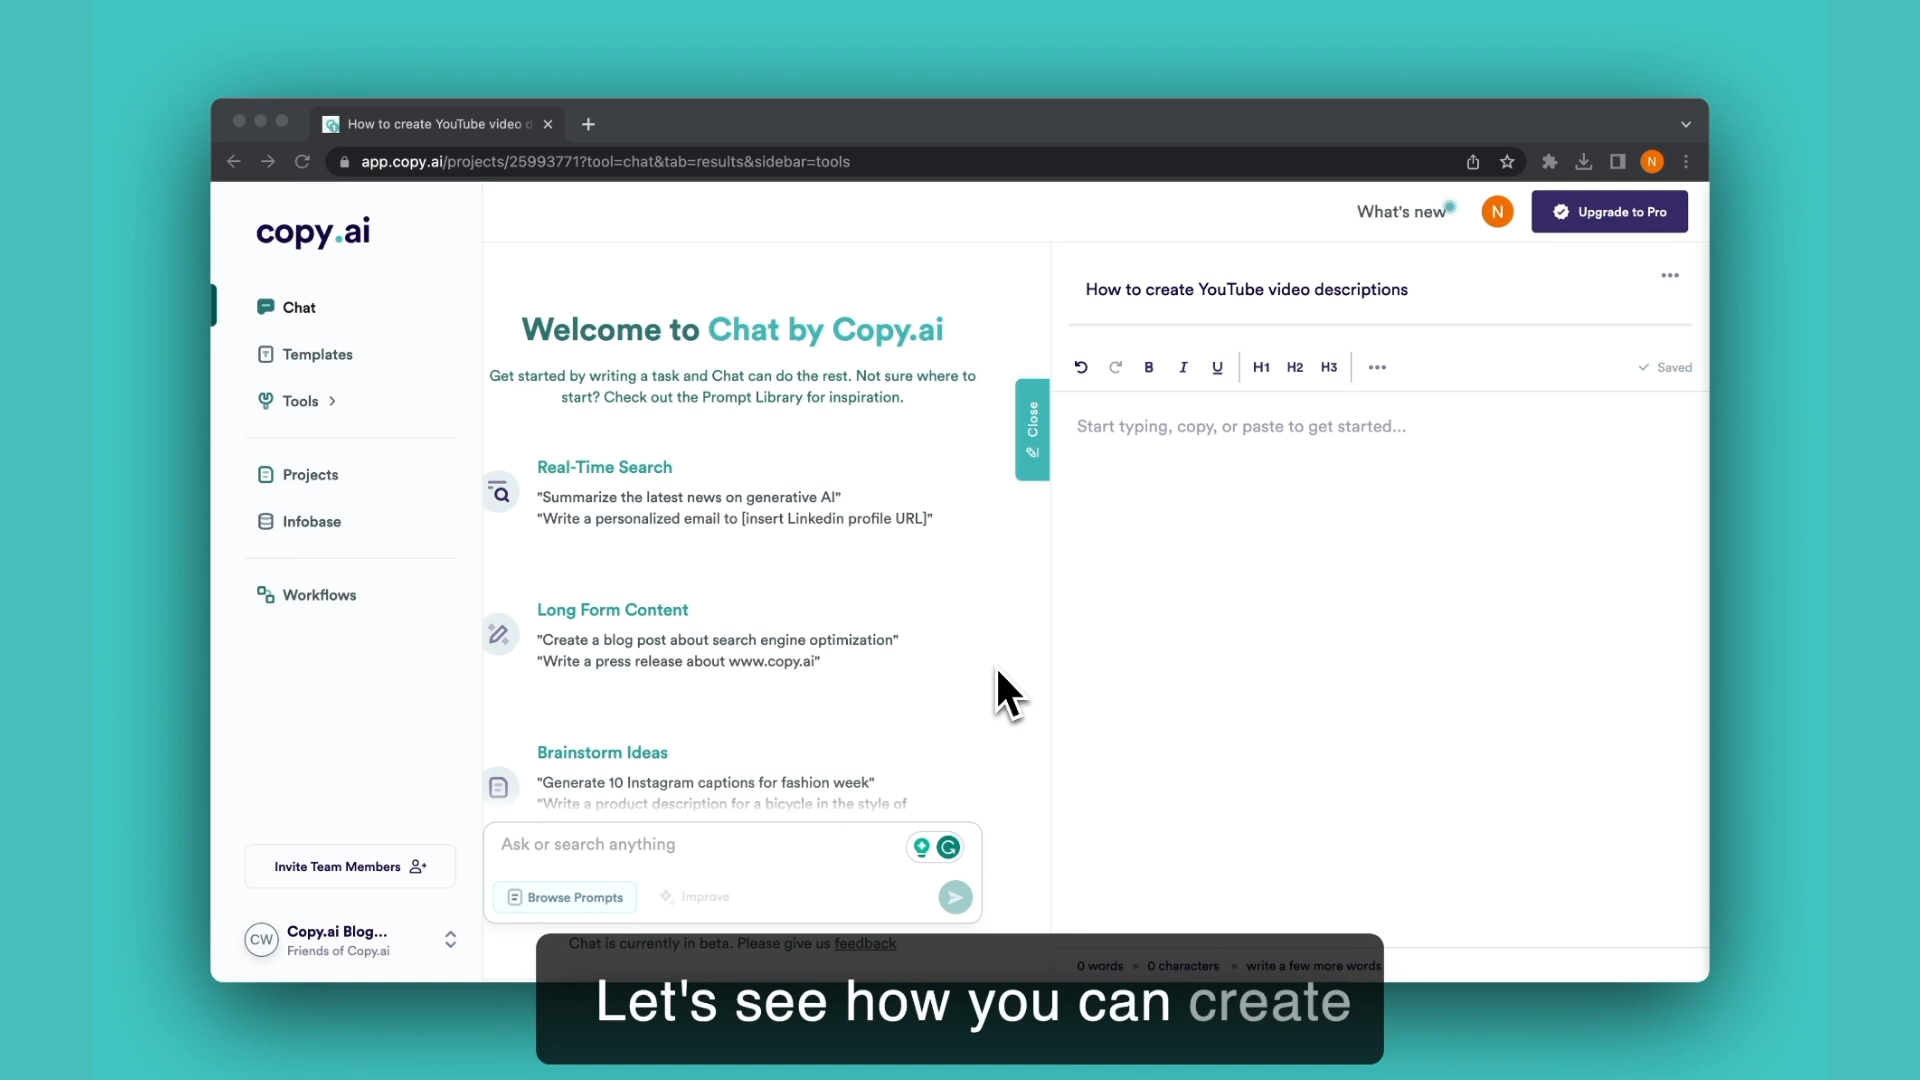 How to create YouTube video d
app.copy.ai/projects/25993771?tool=chat&tab=results&sidebar=tools
N
copy.ai
What's new
N
Upgrade to Pro
Chat
Templates
Tools
Projects
Infobase
Workflows
Invite Team Members
CW
Copy.ai Blog...
Friends of Copy.ai
Welcome to Chat by Copy.ai
Get started by writing a task and Chat can do the rest. Not sure where to
start? Check out the Prompt Library for inspiration.
Real-Time Search
"Summarize the latest news on generative AI"
"Write a personalized email to [insert Linkedin profile URL]"
Long Form Content
"Create a blog post about search engine optimization"
"Write a press release about www.copy.ai"
Brainstorm Ideas
"Generate 10 Instagram captions for fashion week"
"Write a product description for a bicycle in the style of
Ask or search anything
Browse Prompts
Improve
Chat is currently in beta. Please give us feedback
Close
How to create YouTube video descriptions
B I U H1 H2 H3
Saved
Start typing, copy, or paste to get started...
0 words • 0 characters • write a few more words
Let's see how you can create